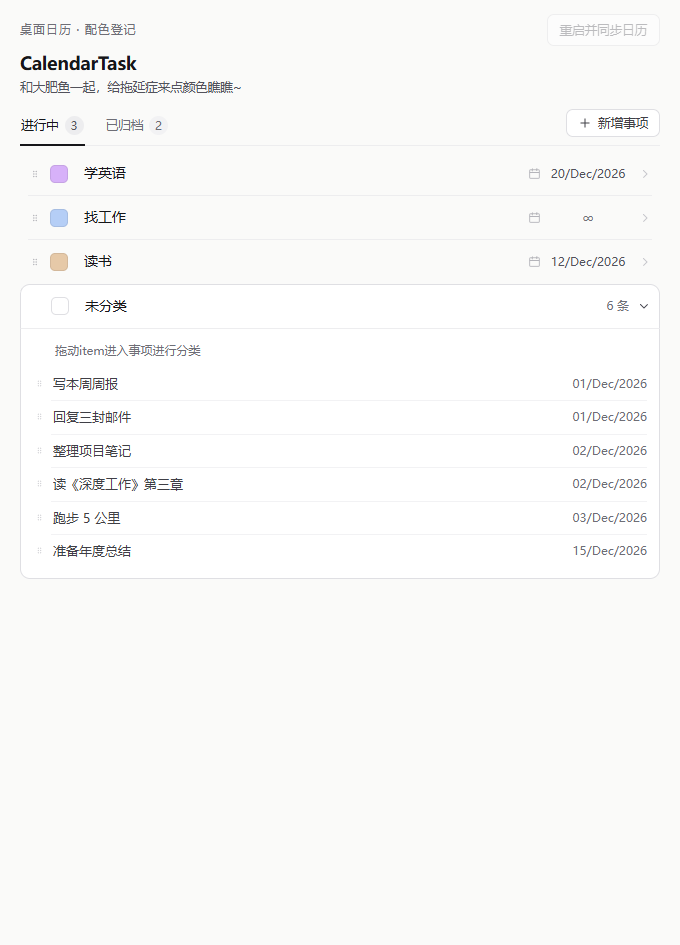 桌面日历 · 配色登记
重启并同步日历
CalendarTask
和大肥鱼一起，给拖延症来点颜色瞧瞧~
进行中 3 已归档 2
+ 新增事项
学英语 20/Dec/2026
找工作 ∞
读书 12/Dec/2026
未分类 6 条
拖动item进入事项进行分类
写本周周报 01/Dec/2026
回复三封邮件 01/Dec/2026
整理项目笔记 02/Dec/2026
读《深度工作》第三章 02/Dec/2026
跑步 5 公里 03/Dec/2026
准备年度总结 15/Dec/2026